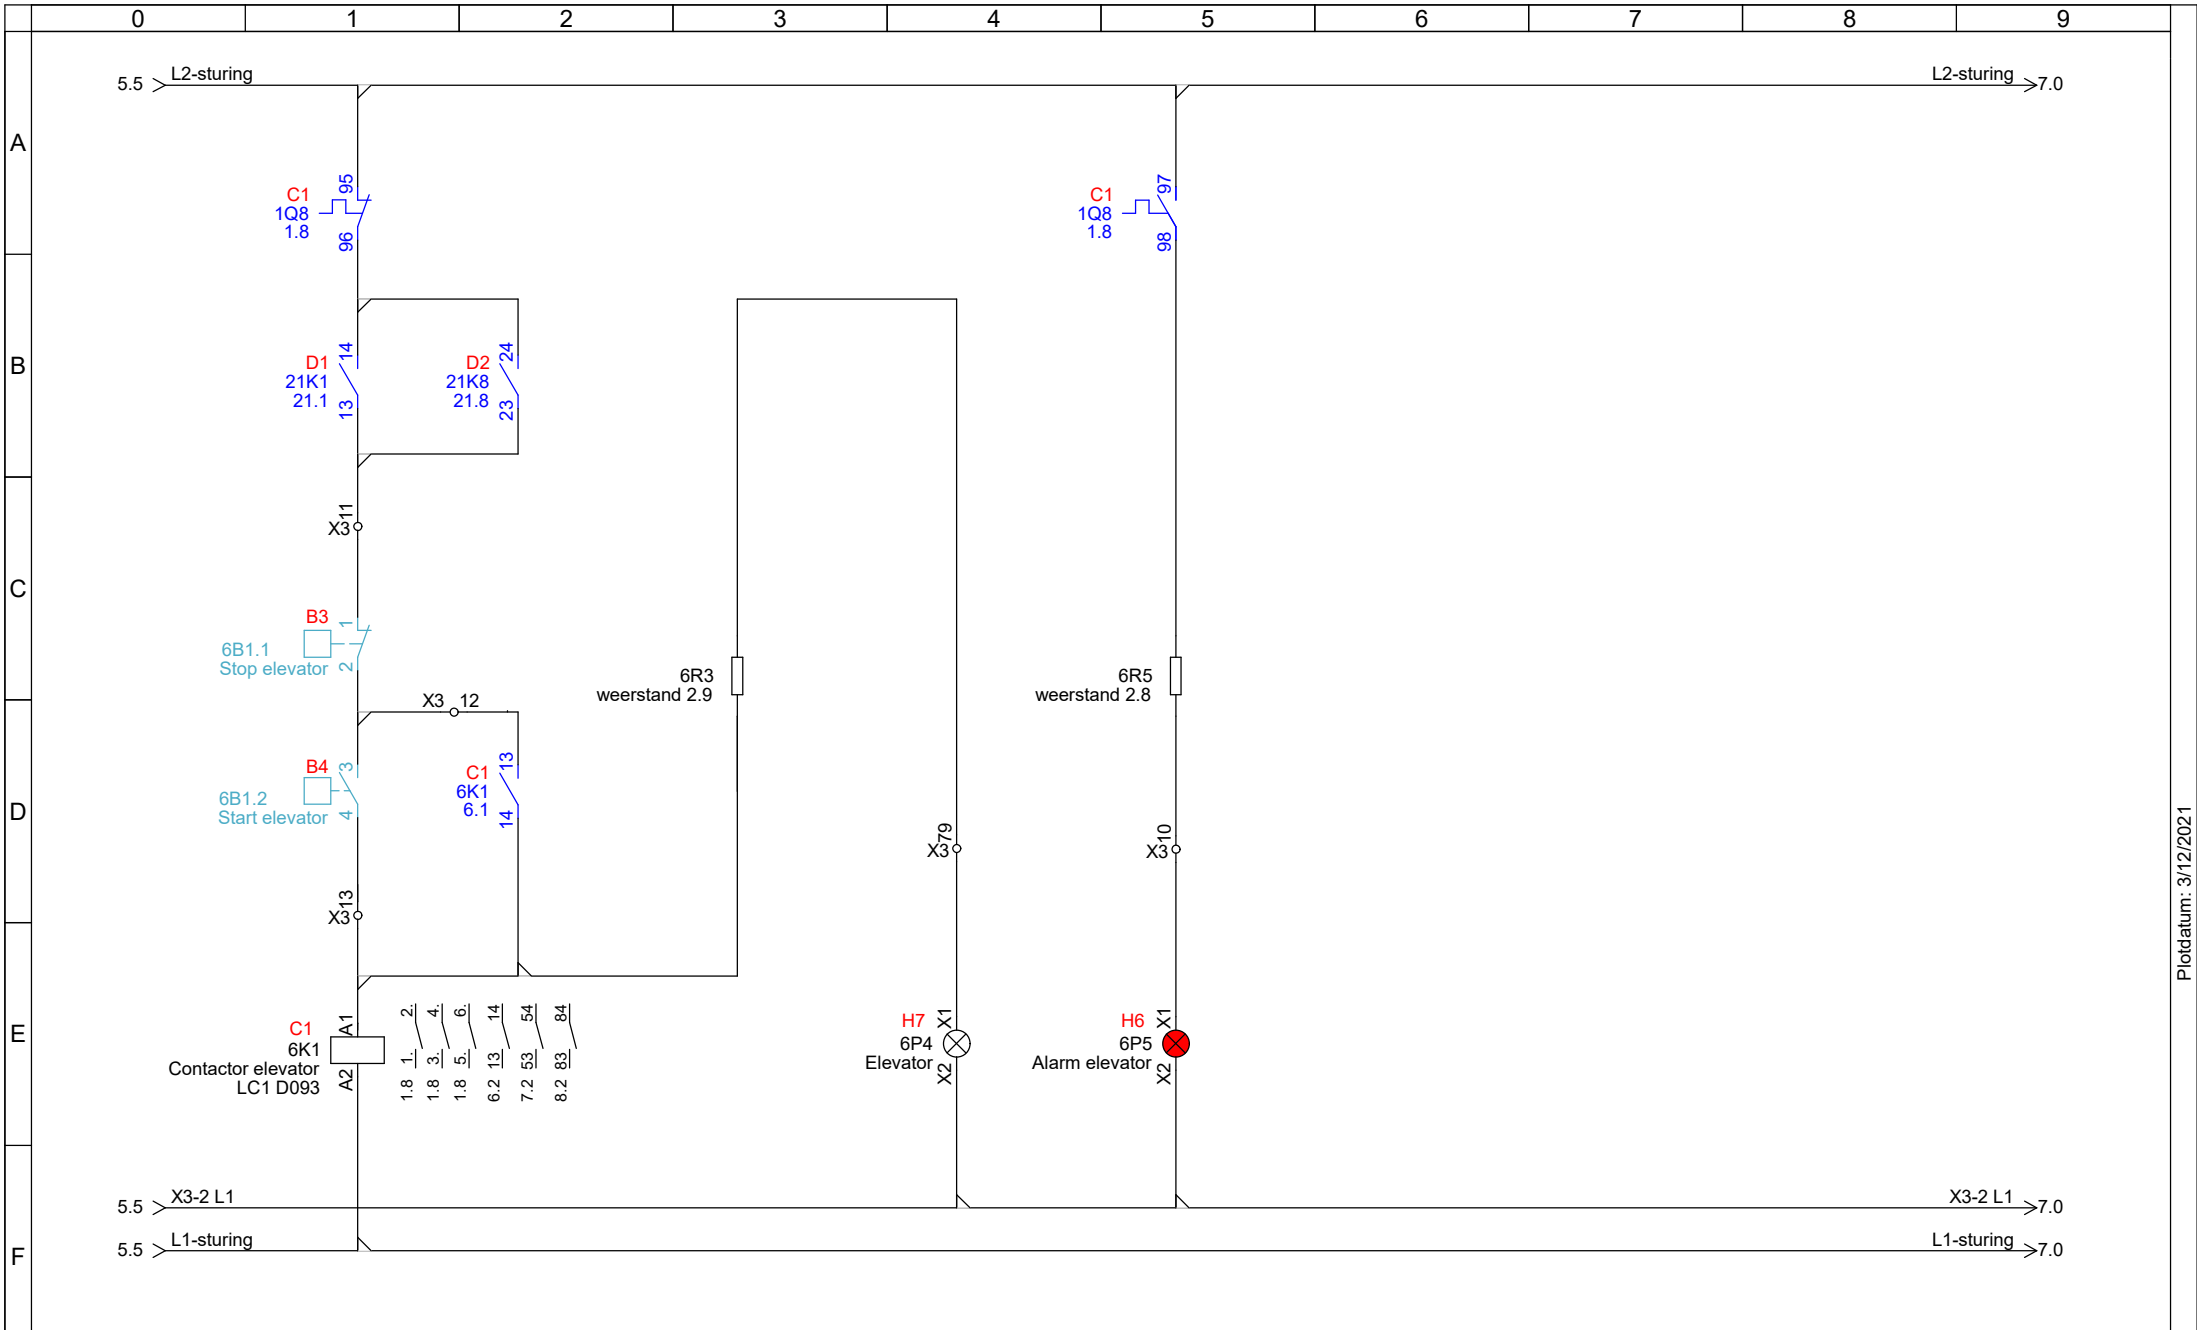 0 1 2 3 4 5 6 7 8 9
5.5 L2-sturing L2-sturing 7.0
A
C1 95
1Q8
1.8 96
C1 97
1Q8
1.8 98
B
D1 14
21K1
21.1 13
D2 24
21K8
21.8 23
X3 11
C
B3 1
6B1.1
Stop elevator 2
6R3
weerstand 2.9
6R5
weerstand 2.8
X3 12
B4 3
6B1.2
Start elevator 4
C1 13
6K1
6.1 14
D
X3 79
X3 10
X3 13
E
C1 A1
6K1
Contactor elevator
LC1 D093 A2
2. 4. 6. 14 54 84
1. 3. 5. 13 53 83
1.8 1.8 1.8 6.2 7.2 8.2
H7 X1
6P4
Elevator X2
H6 X1
6P5
Alarm elevator X2
5.5 X3-2 L1 X3-2 L1 7.0
5.5 L1-sturing L1-sturing 7.0
F
Plotdatum: 3/12/2021